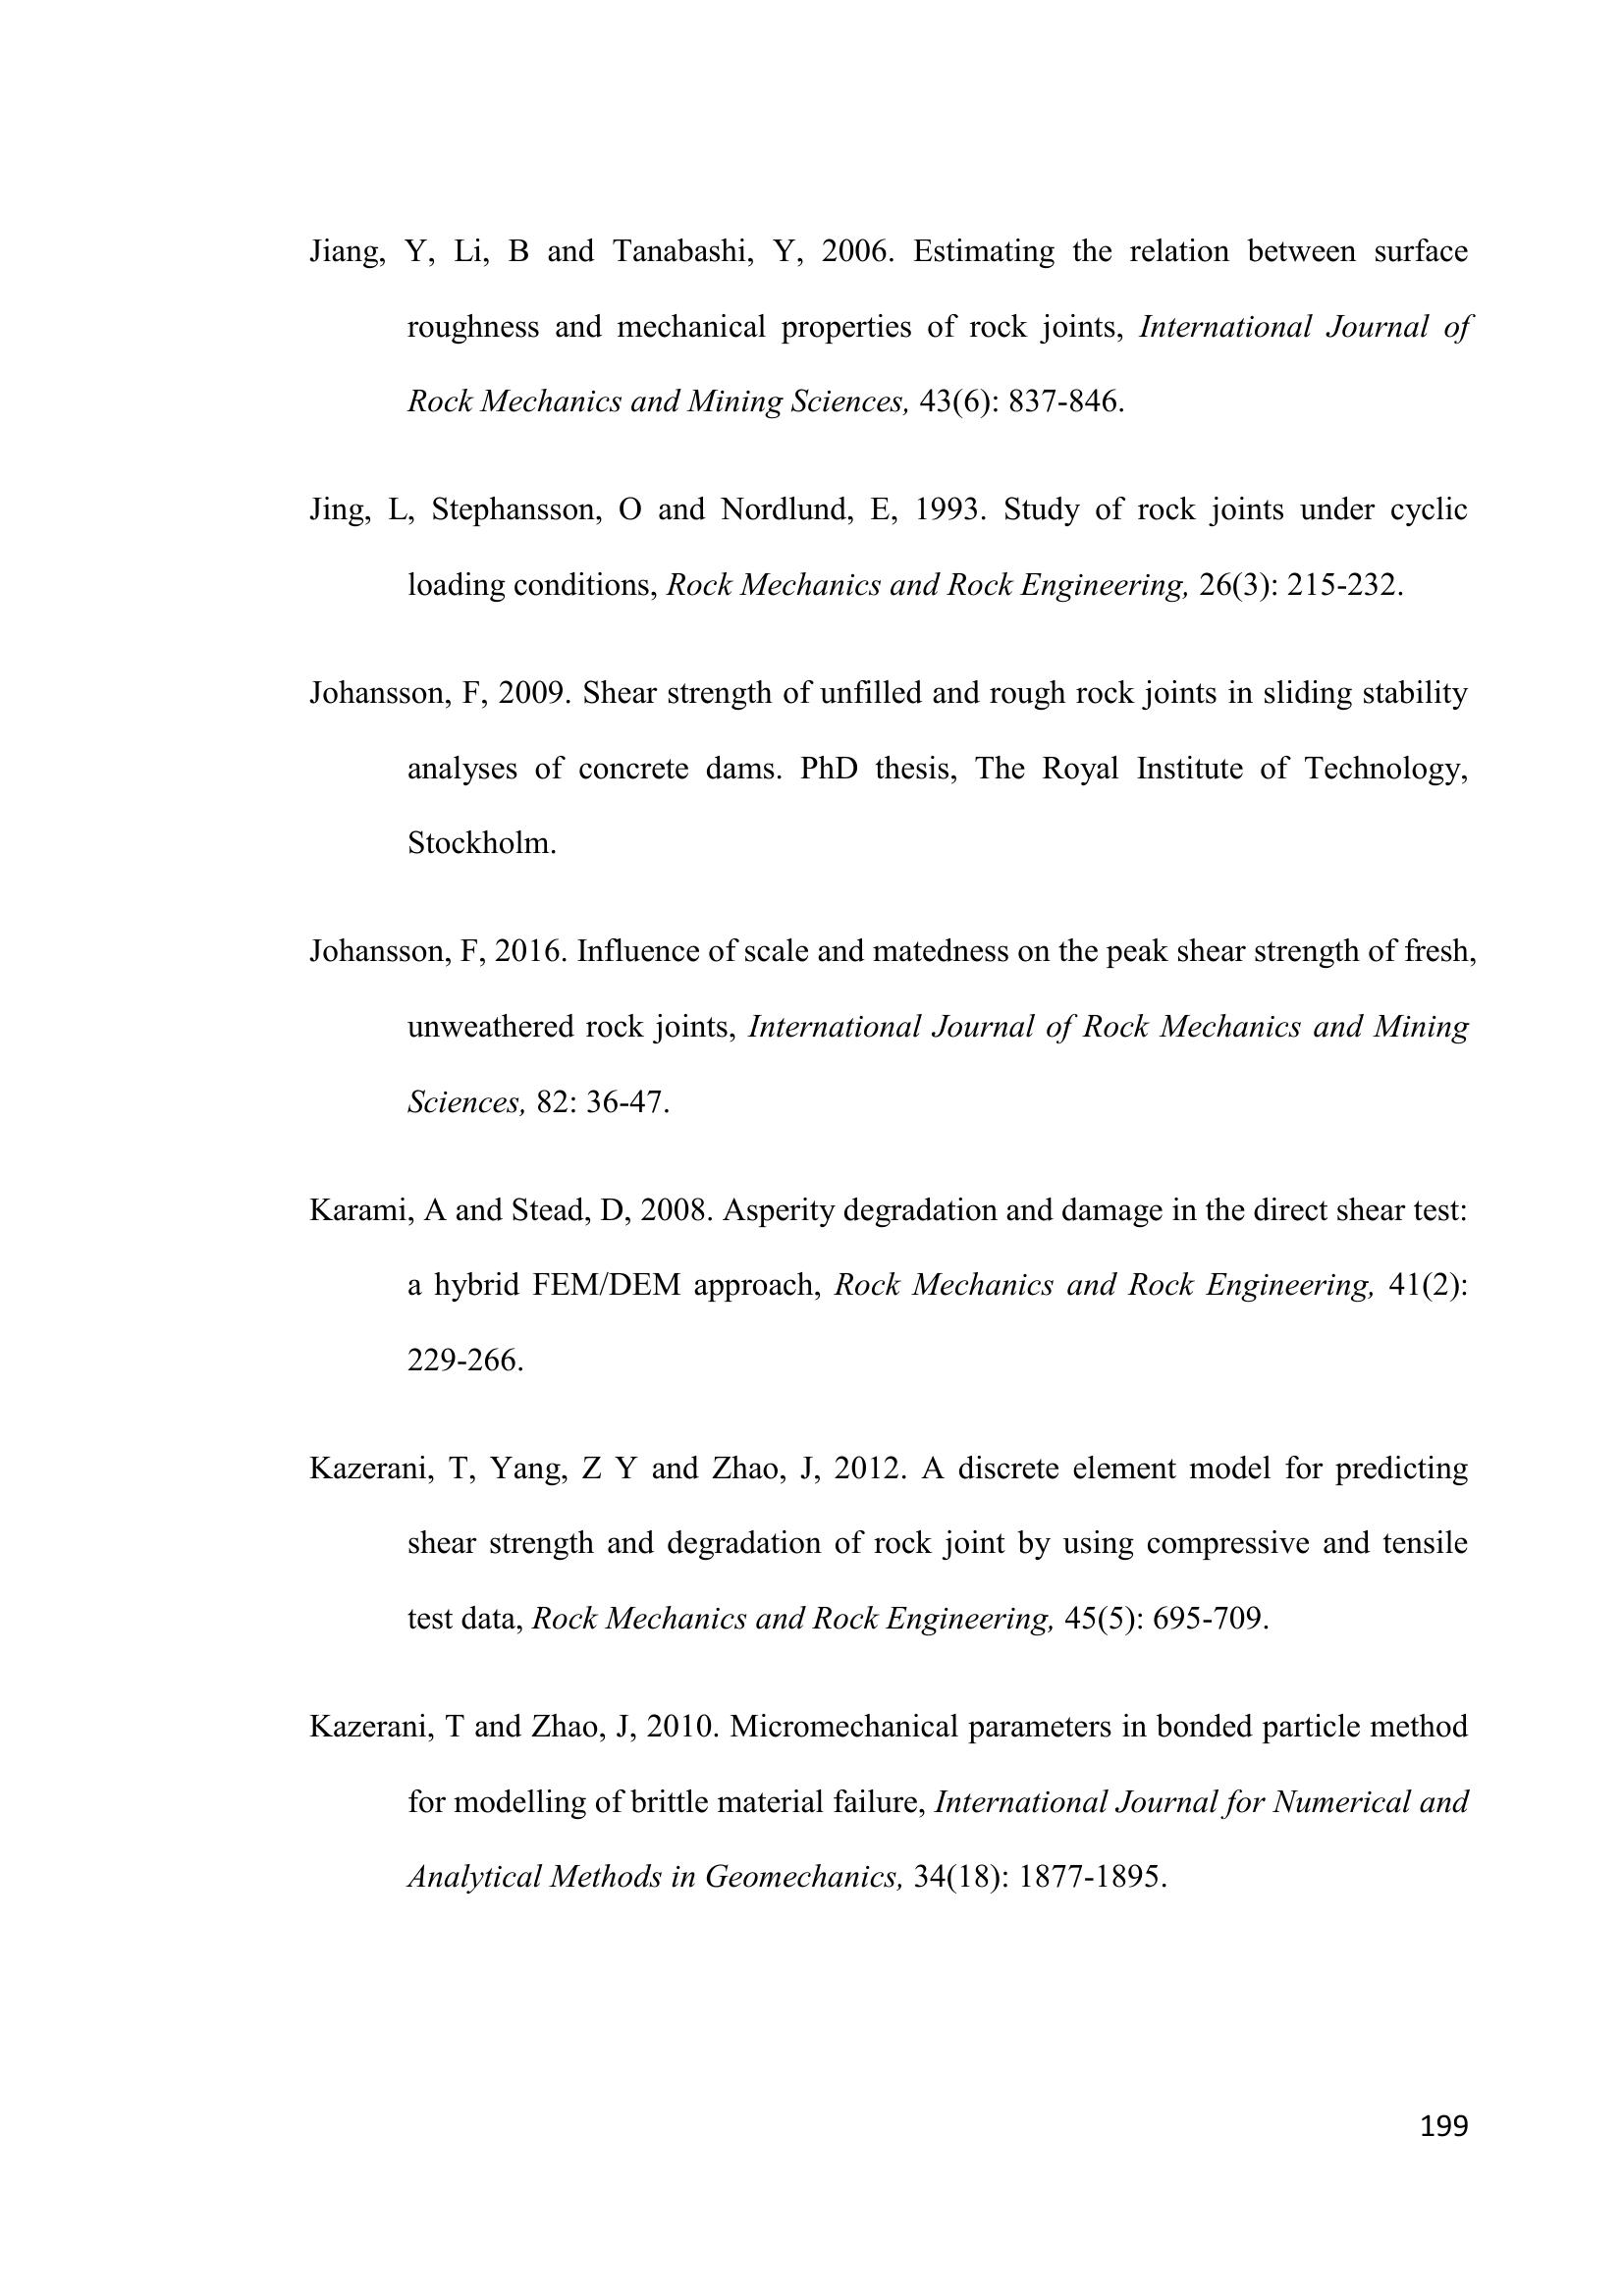 Jiang, Y, Li, B and Tanabashi, Y, 2006. Estimating the relation between surface
roughness and mechanical properties of rock joints, International Journal of
Rock Mechanics and Mining Sciences, 43(6): 837-846.
Jing, L, Stephansson, O and Nordlund, E, 1993. Study of rock joints under cyclic
loading conditions, Rock Mechanics and Rock Engineering, 26(3): 215-232.
Johansson, F, 2009. Shear strength of unfilled and rough rock joints in sliding stability
analyses of concrete dams. PhD thesis, The Royal Institute of Technology,
Stockholm.
Johansson, F, 2016. Influence of scale and matedness on the peak shear strength of fresh,
unweathered rock joints, International Journal of Rock Mechanics and Mining
Sciences, 82: 36-47.
Karami, A and Stead, D, 2008. Asperity degradation and damage in the direct shear test:
a hybrid FEM/DEM approach, Rock Mechanics and Rock Engineering, 41(2):
229-266.
Kazerani, T, Yang, Z Y and Zhao, J, 2012. A discrete element model for predicting
shear strength and degradation of rock joint by using compressive and tensile
test data, Rock Mechanics and Rock Engineering, 45(5): 695-709.
Kazerani, T and Zhao, J, 2010. Micromechanical parameters in bonded particle method
for modelling of brittle material failure, International Journal for Numerical and
Analytical Methods in Geomechanics, 34(18): 1877-1895.
199